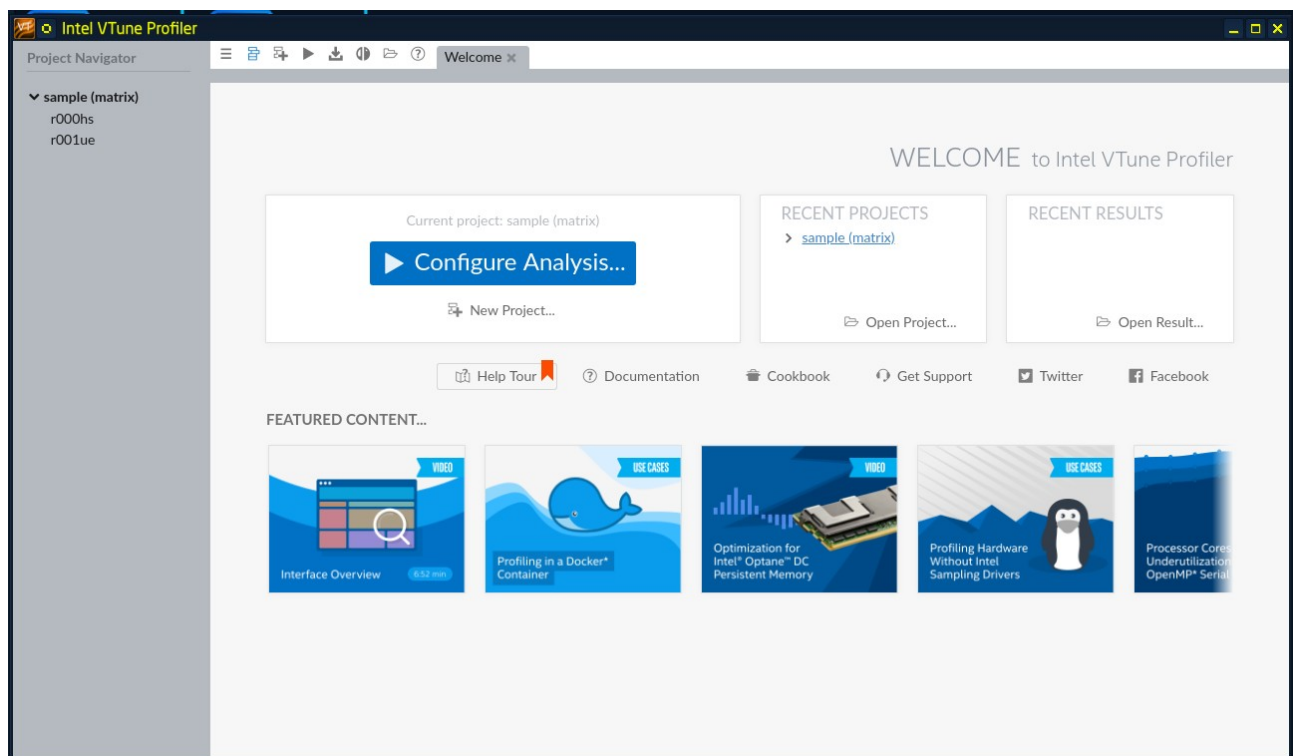 Intel VTune Profiler
Project Navigator
Welcome
sample (matrix)
r000hs
r001ue
WELCOME to Intel VTune Profiler
Current project: sample (matrix)
Configure Analysis...
New Project...
RECENT PROJECTS
sample (matrix)
Open Project...
RECENT RESULTS
Open Result...
Help Tour
Documentation
Cookbook
Get Support
Twitter
Facebook
FEATURED CONTENT...
VIDEO
Interface Overview
6:52 min
USE CASES
Profiling in a Docker*
Container
VIDEO
Optimization for
Intel® Optane™ DC
Persistent Memory
USE CASES
Profiling Hardware
Without Intel
Sampling Drivers
Processor Cores
Underutilization
OpenMP* Serial